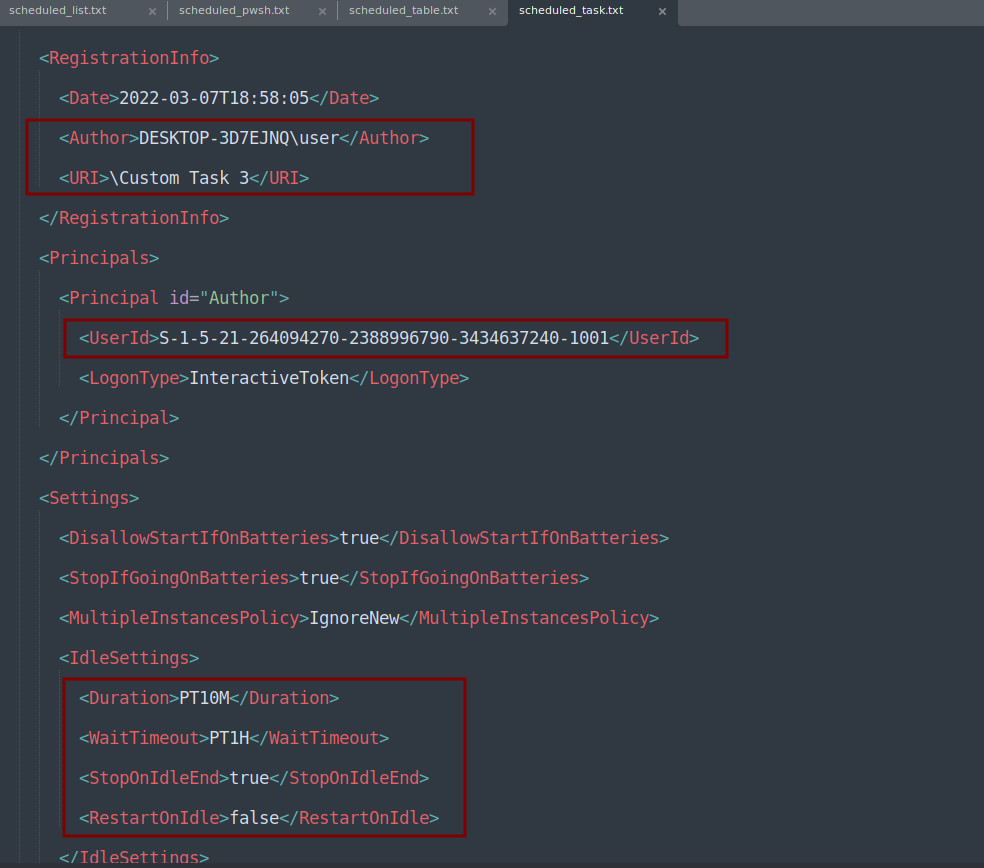 scheduled_list.txt × scheduled_pwsh.txt × scheduled_table.txt × scheduled_task.txt ×
<RegistrationInfo>
<Date>2022-03-07T18:58:05</Date>
<Author>DESKTOP-3D7EJNQ\user</Author>
<URI>\Custom Task 3</URI>
</RegistrationInfo>
<Principals>
<Principal id="Author">
<UserId>S-1-5-21-264094270-2388996790-3434637240-1001</UserId>
<LogonType>InteractiveToken</LogonType>
</Principal>
</Principals>
<Settings>
<DisallowStartIfOnBatteries>true</DisallowStartIfOnBatteries>
<StopIfGoingOnBatteries>true</StopIfGoingOnBatteries>
<MultipleInstancesPolicy>IgnoreNew</MultipleInstancesPolicy>
<IdleSettings>
<Duration>PT10M</Duration>
<WaitTimeout>PT1H</WaitTimeout>
<StopOnIdleEnd>true</StopOnIdleEnd>
<RestartOnIdle>false</RestartOnIdle>
</IdleSettings>